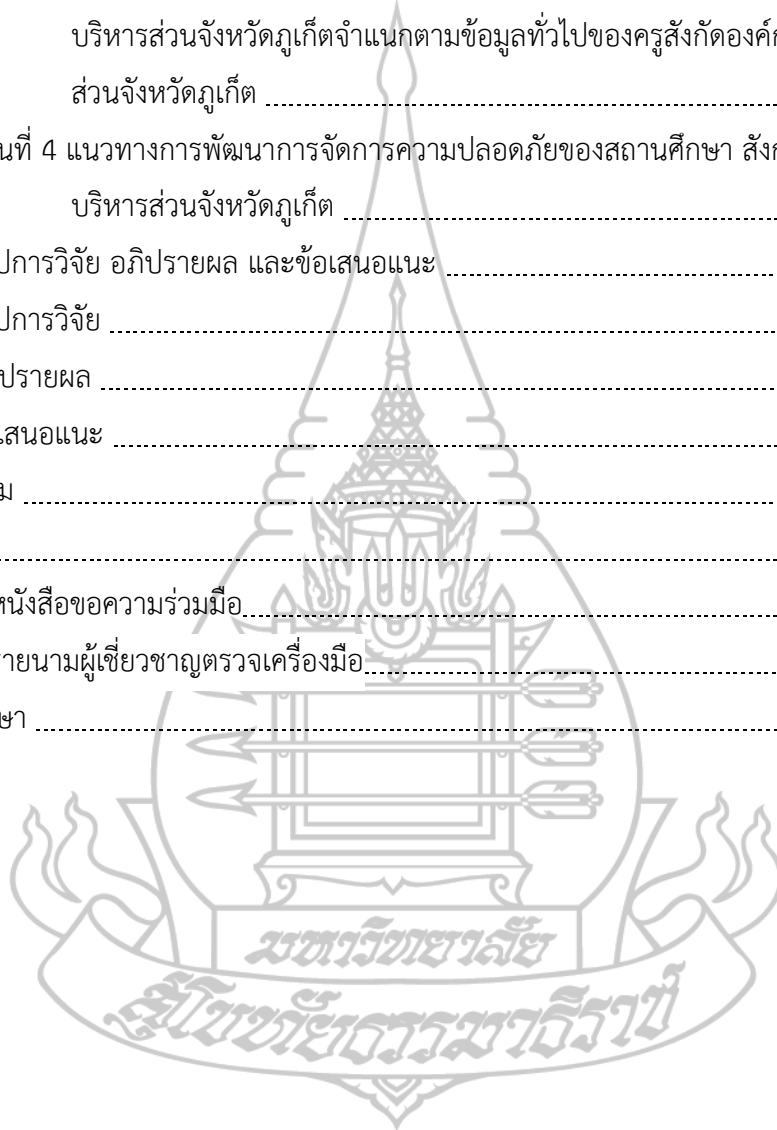 บริหารส่วนจังหวัดภูเก็ตจำแนกตามข้อมูลทั่วไปของครูสังกัดองค์ก
ส่วนจังหวัดภูเก็ต
นที่ 4 แนวทางการพัฒนาการจัดการความปลอดภัยของสถานศึกษา สังก
บริหารส่วนจังหวัดภูเก็ต
ปการวิจัย อภิปรายผล และข้อเสนอแนะ
ปการวิจัย
ปรายผล
เสนอแนะ
ม
หนังสือขอความร่วมมือ
รายนามผู้เชี่ยวชาญตรวจเครื่องมือ
ษา
มหาวิทยาลัย
สุโขทัยธรรมาธิราช